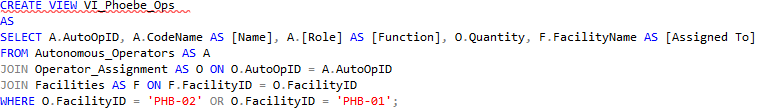 CREATE VIEW VI_Phoebe_Ops
AS
SELECT A.AutoOpID, A.CodeName AS [Name], A.[Role] AS [Function], O.Quantity, F.FacilityName AS [Assigned To]
FROM Autonomous_Operators AS A
JOIN Operator_Assignment AS O ON O.AutoOpID = A.AutoOpID
JOIN Facilities AS F ON F.FacilityID = O.FacilityID
WHERE O.FacilityID = 'PHB-02' OR O.FacilityID = 'PHB-01';